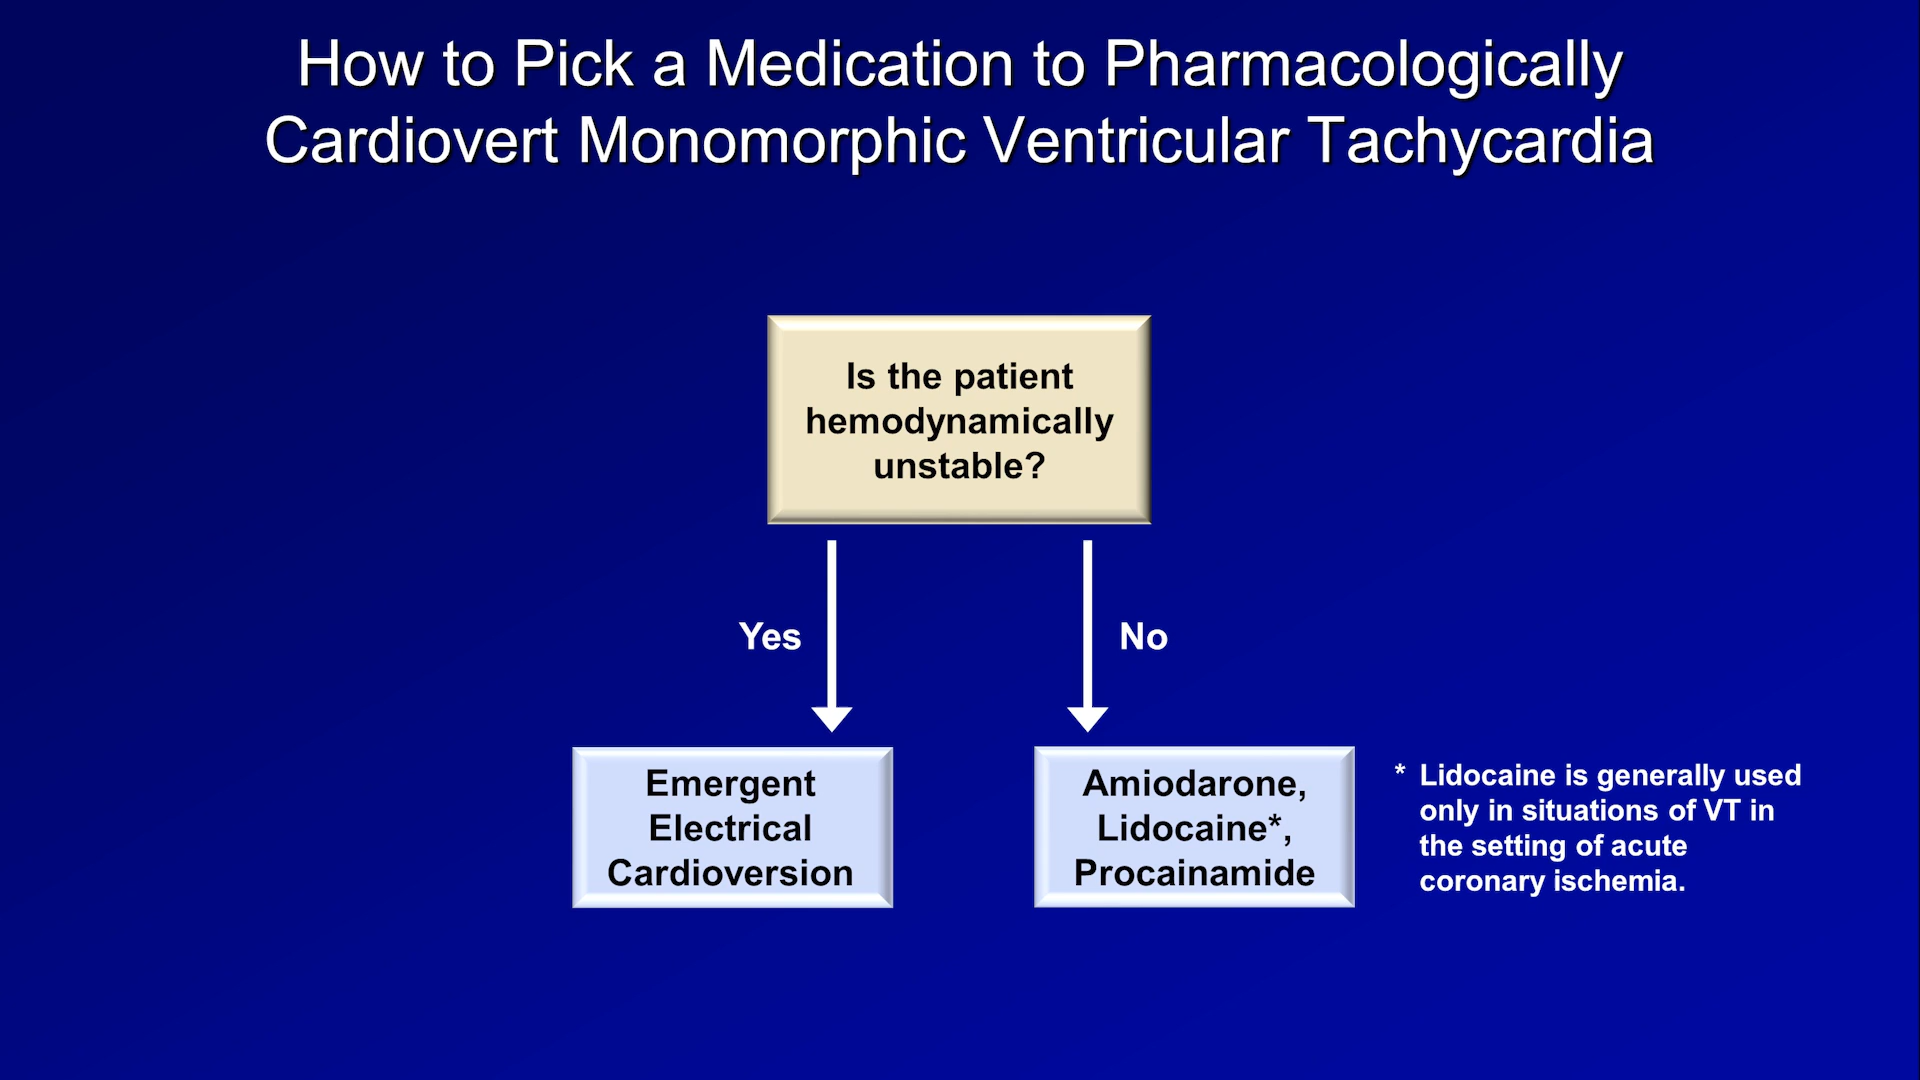 How to Pick a Medication to Pharmacologically
Cardiovert Monomorphic Ventricular Tachycardia
Is the patient
hemodynamically
unstable?
Yes
No
Emergent
Electrical
Cardioversion
Amiodarone,
Lidocaine*,
Procainamide
* Lidocaine is generally used
only in situations of VT in
the setting of acute
coronary ischemia.